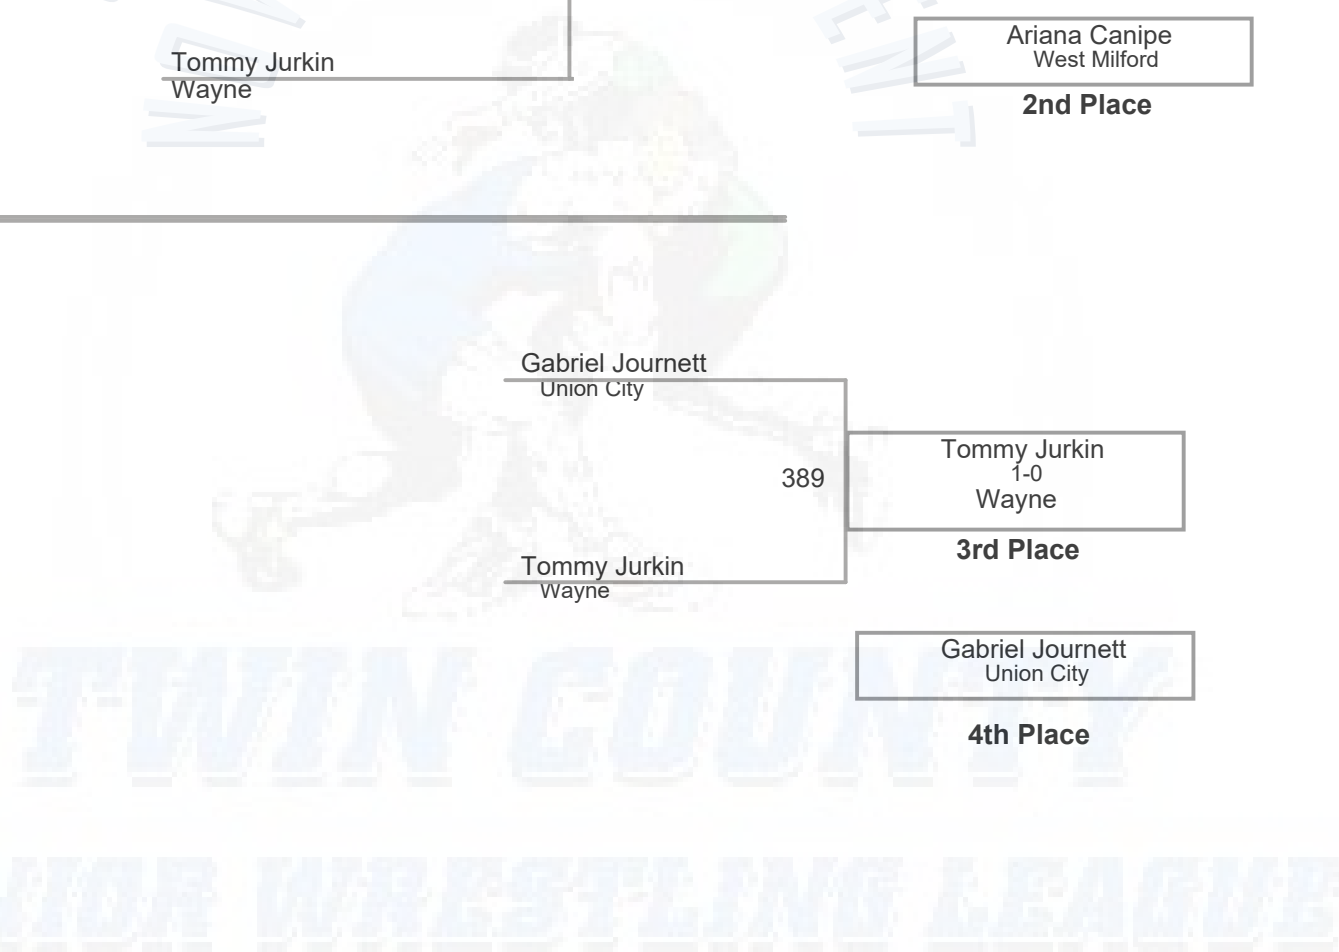 Ariana Canipe
West Milford
2nd Place
Tommy Jurkin
Wayne
Gabriel Journett
Union City
389
Tommy Jurkin
1-0
Wayne
3rd Place
Tommy Jurkin
Wayne
Gabriel Journett
Union City
4th Place
TWIN COUNTY
WRESTLING LEAGUE